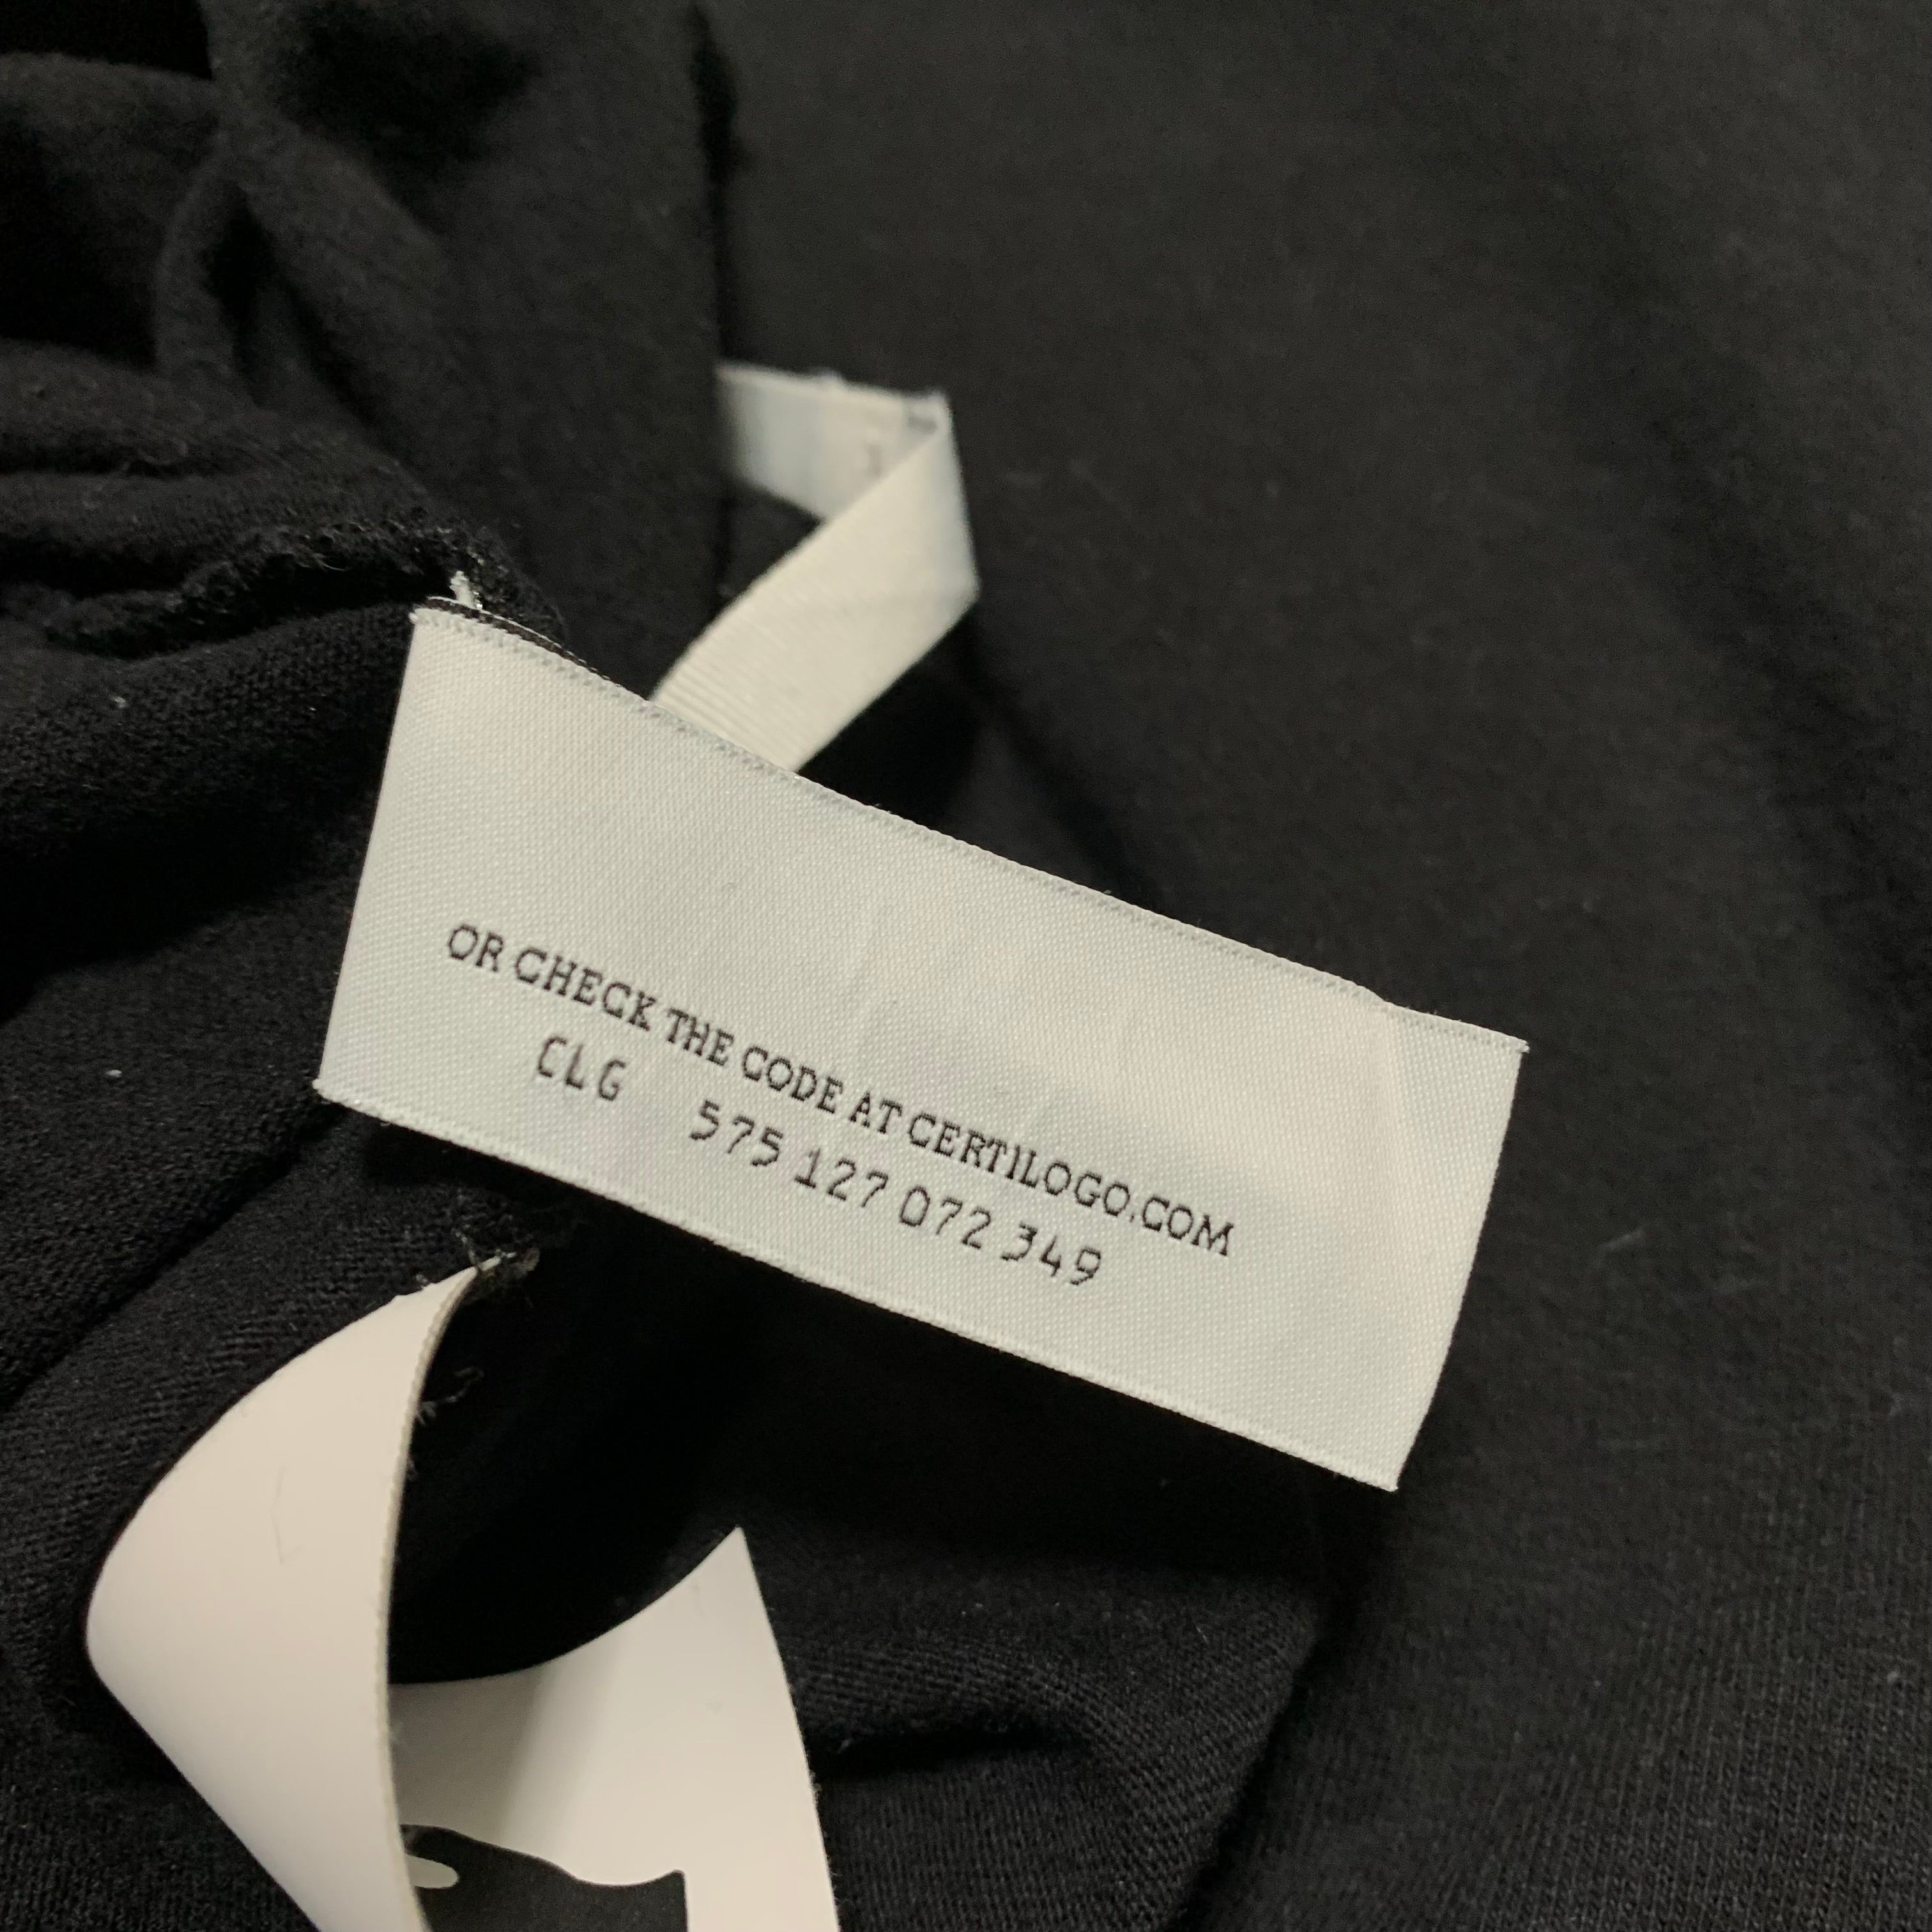 OR CHECK THE CODE AT CERTILOGO.COM
CLG 575 127 072 349